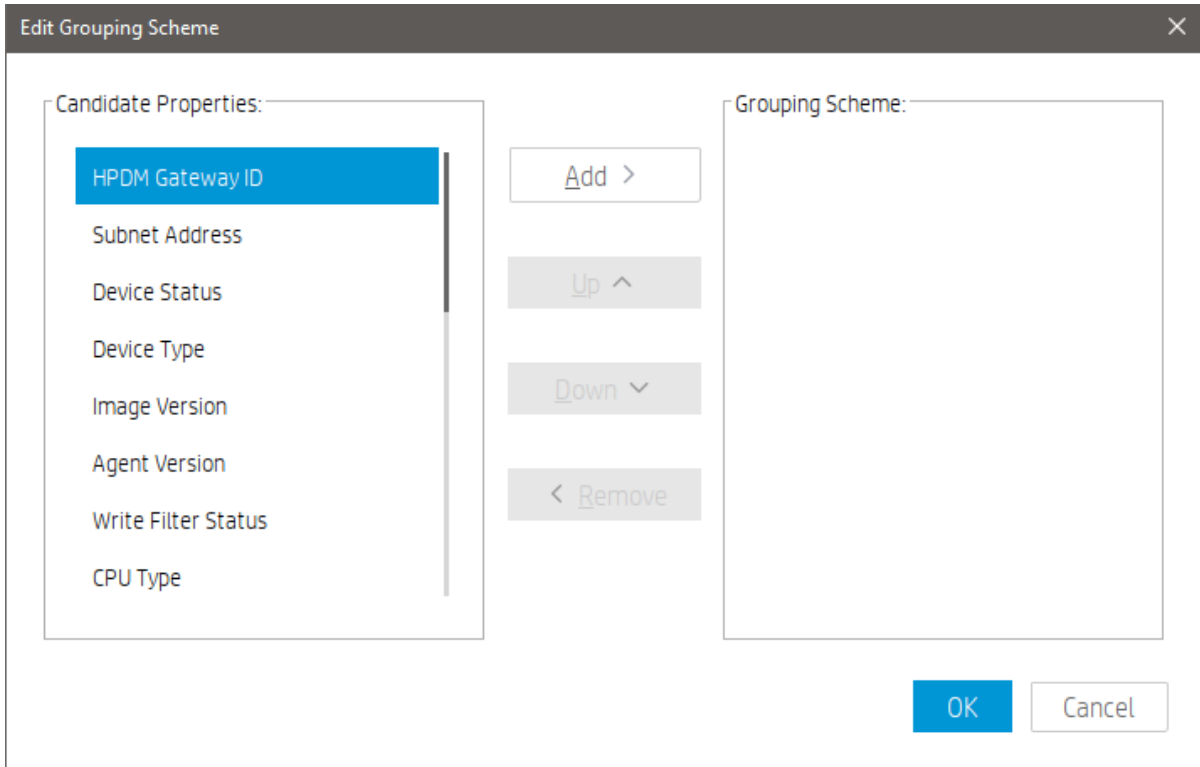 Edit Grouping Scheme
Candidate Properties:
HPDM Gateway ID
Subnet Address
Device Status
Device Type
Image Version
Agent Version
Write Filter Status
CPU Type
Add >
Up
Down
< Remove
Grouping Scheme:
OK
Cancel